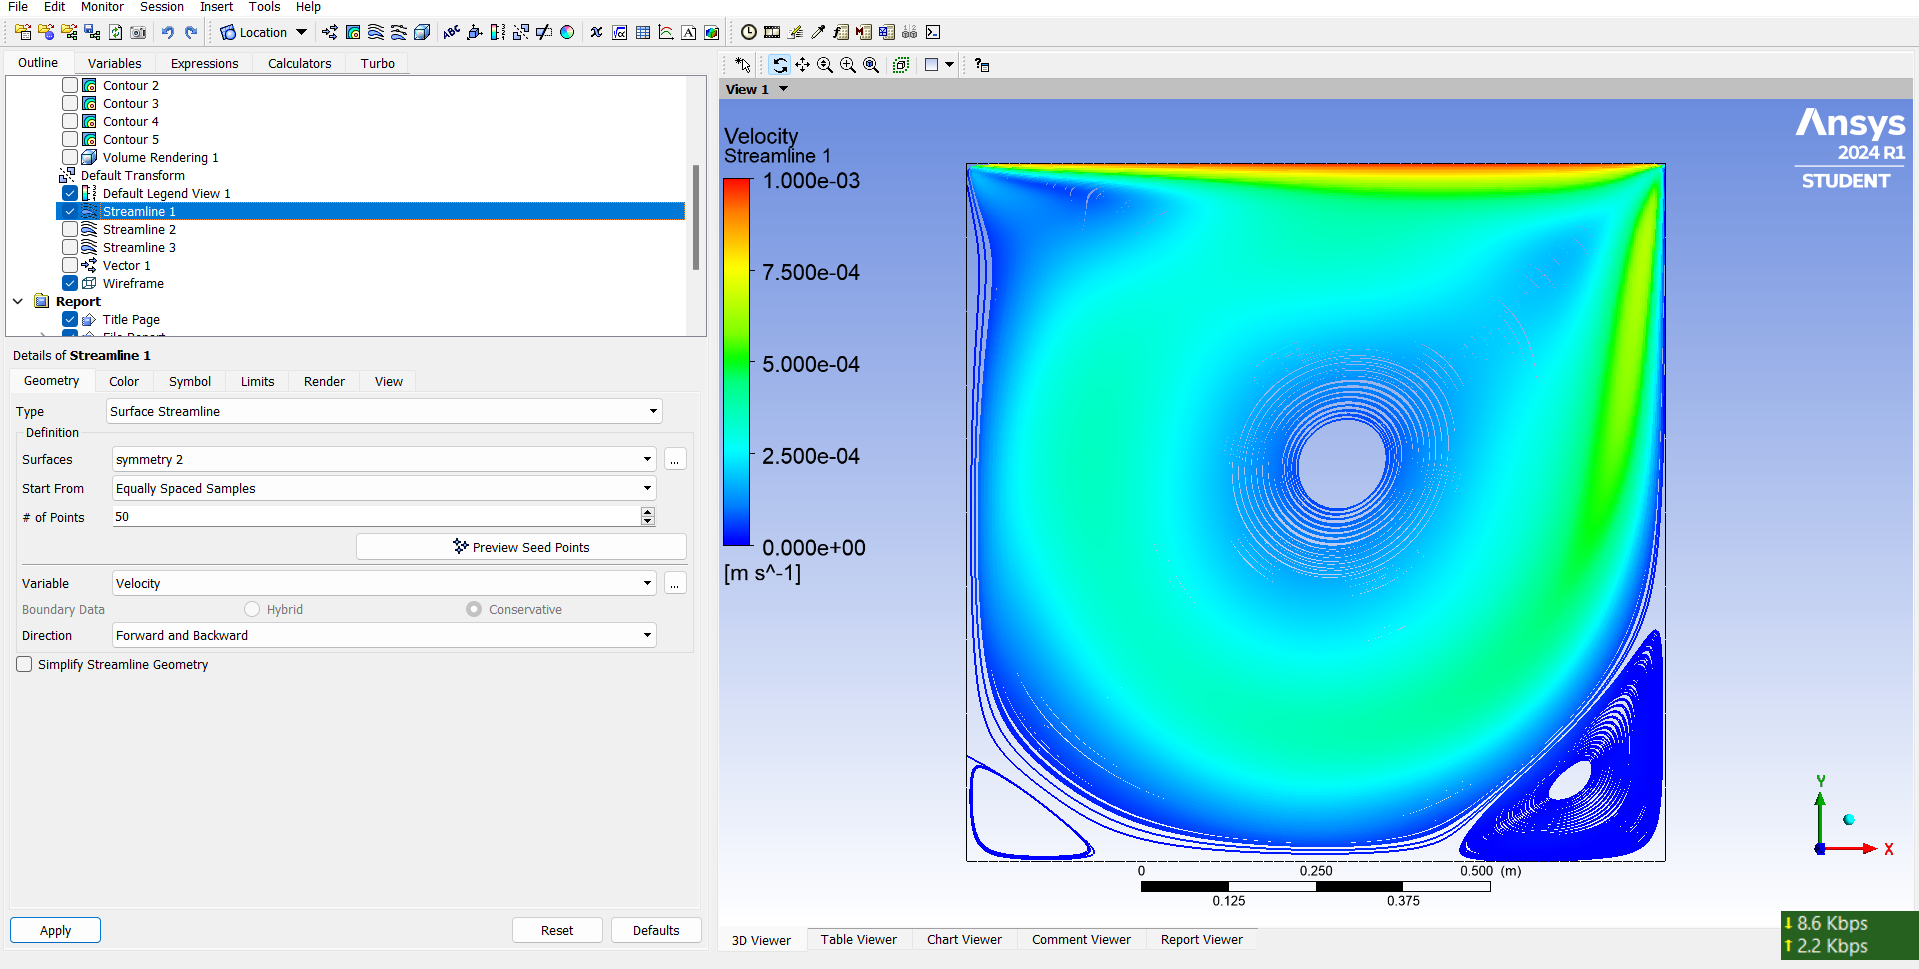 File Edit Monitor Session Insert Tools Help
Location
Outline Variables Expressions Calculators Turbo
Contour 2
Contour 3
Contour 4
Contour 5
Volume Rendering 1
Default Transform
Default Legend View 1
Streamline 1
Streamline 2
Streamline 3
Vector 1
Wireframe
Report
Title Page
File Report
Details of Streamline 1
Geometry Color Symbol Limits Render View
Type Surface Streamline
Definition
Surfaces symmetry 2 ...
Start From Equally Spaced Samples
# of Points 50
Preview Seed Points
Variable Velocity ...
Boundary Data Hybrid Conservative
Direction Forward and Backward
Simplify Streamline Geometry
Apply Reset Defaults
View 1
Velocity
Streamline 1
1.000e-03
7.500e-04
5.000e-04
2.500e-04
0.000e+00
[m s^-1]
Ansys
2024 R1
STUDENT
Y
X
0 0.250 0.500 (m)
0.125 0.375
3D Viewer Table Viewer Chart Viewer Comment Viewer Report Viewer
8.6 Kbps
2.2 Kbps